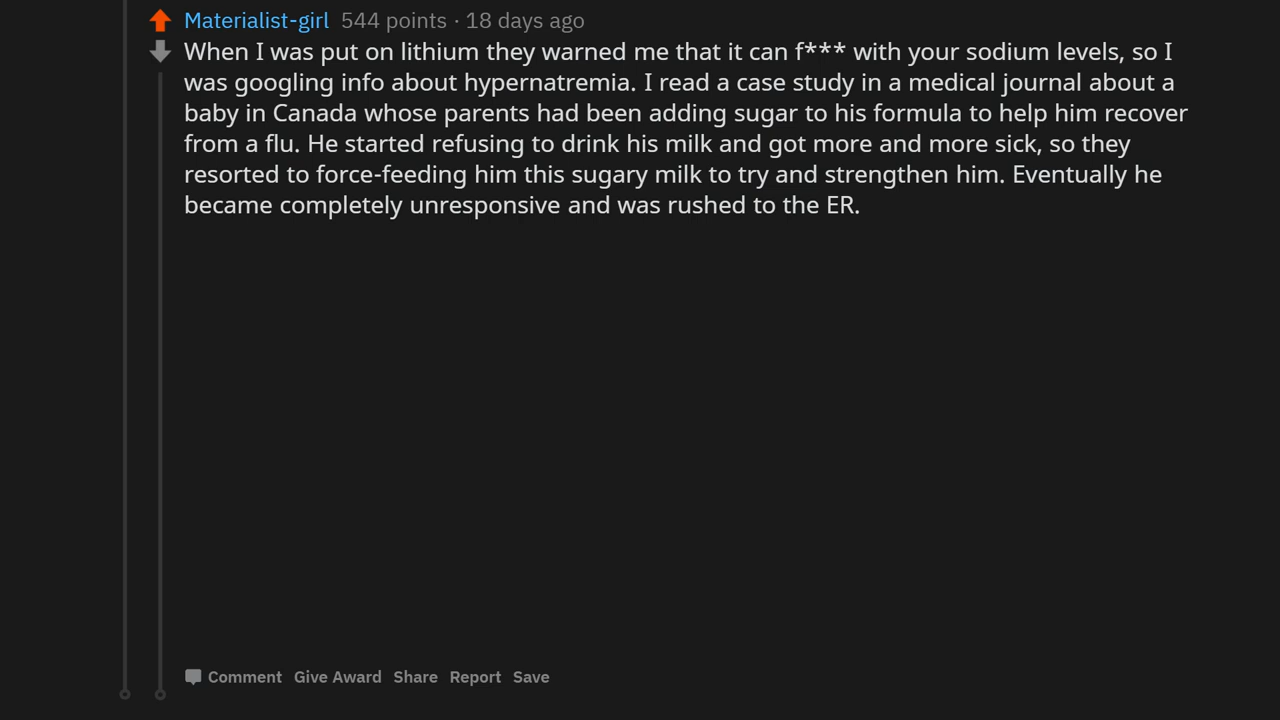 Materialist-girl 544 points · 18 days ago
When I was put on lithium they warned me that it can f*** with your sodium levels, so I
was googling info about hypernatremia. I read a case study in a medical journal about a
baby in Canada whose parents had been adding sugar to his formula to help him recover
from a flu. He started refusing to drink his milk and got more and more sick, so they
resorted to force-feeding him this sugary milk to try and strengthen him. Eventually he
became completely unresponsive and was rushed to the ER.
Comment Give Award Share Report Save